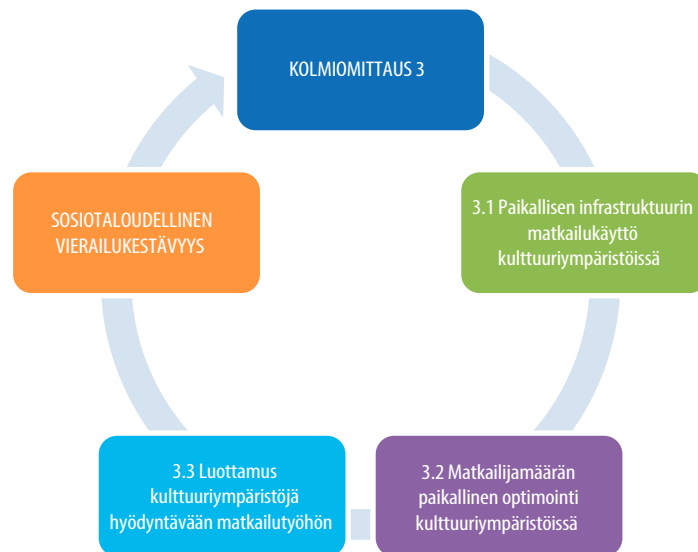 KOLMIOMITTAUS 3
3.1 Paikallisen infrastruktuurin
matkailukäyttö
kulttuuriympäristöissä
3.2 Matkailijamäärän
paikallinen optimointi
kulttuuriympäristöissä
3.3 Luottamus
kulttuuriympäristöjä
hyödyntävään matkailutyöhön
SOSIOTALOUDELLINEN
VIERAILUKESTÄVYYS